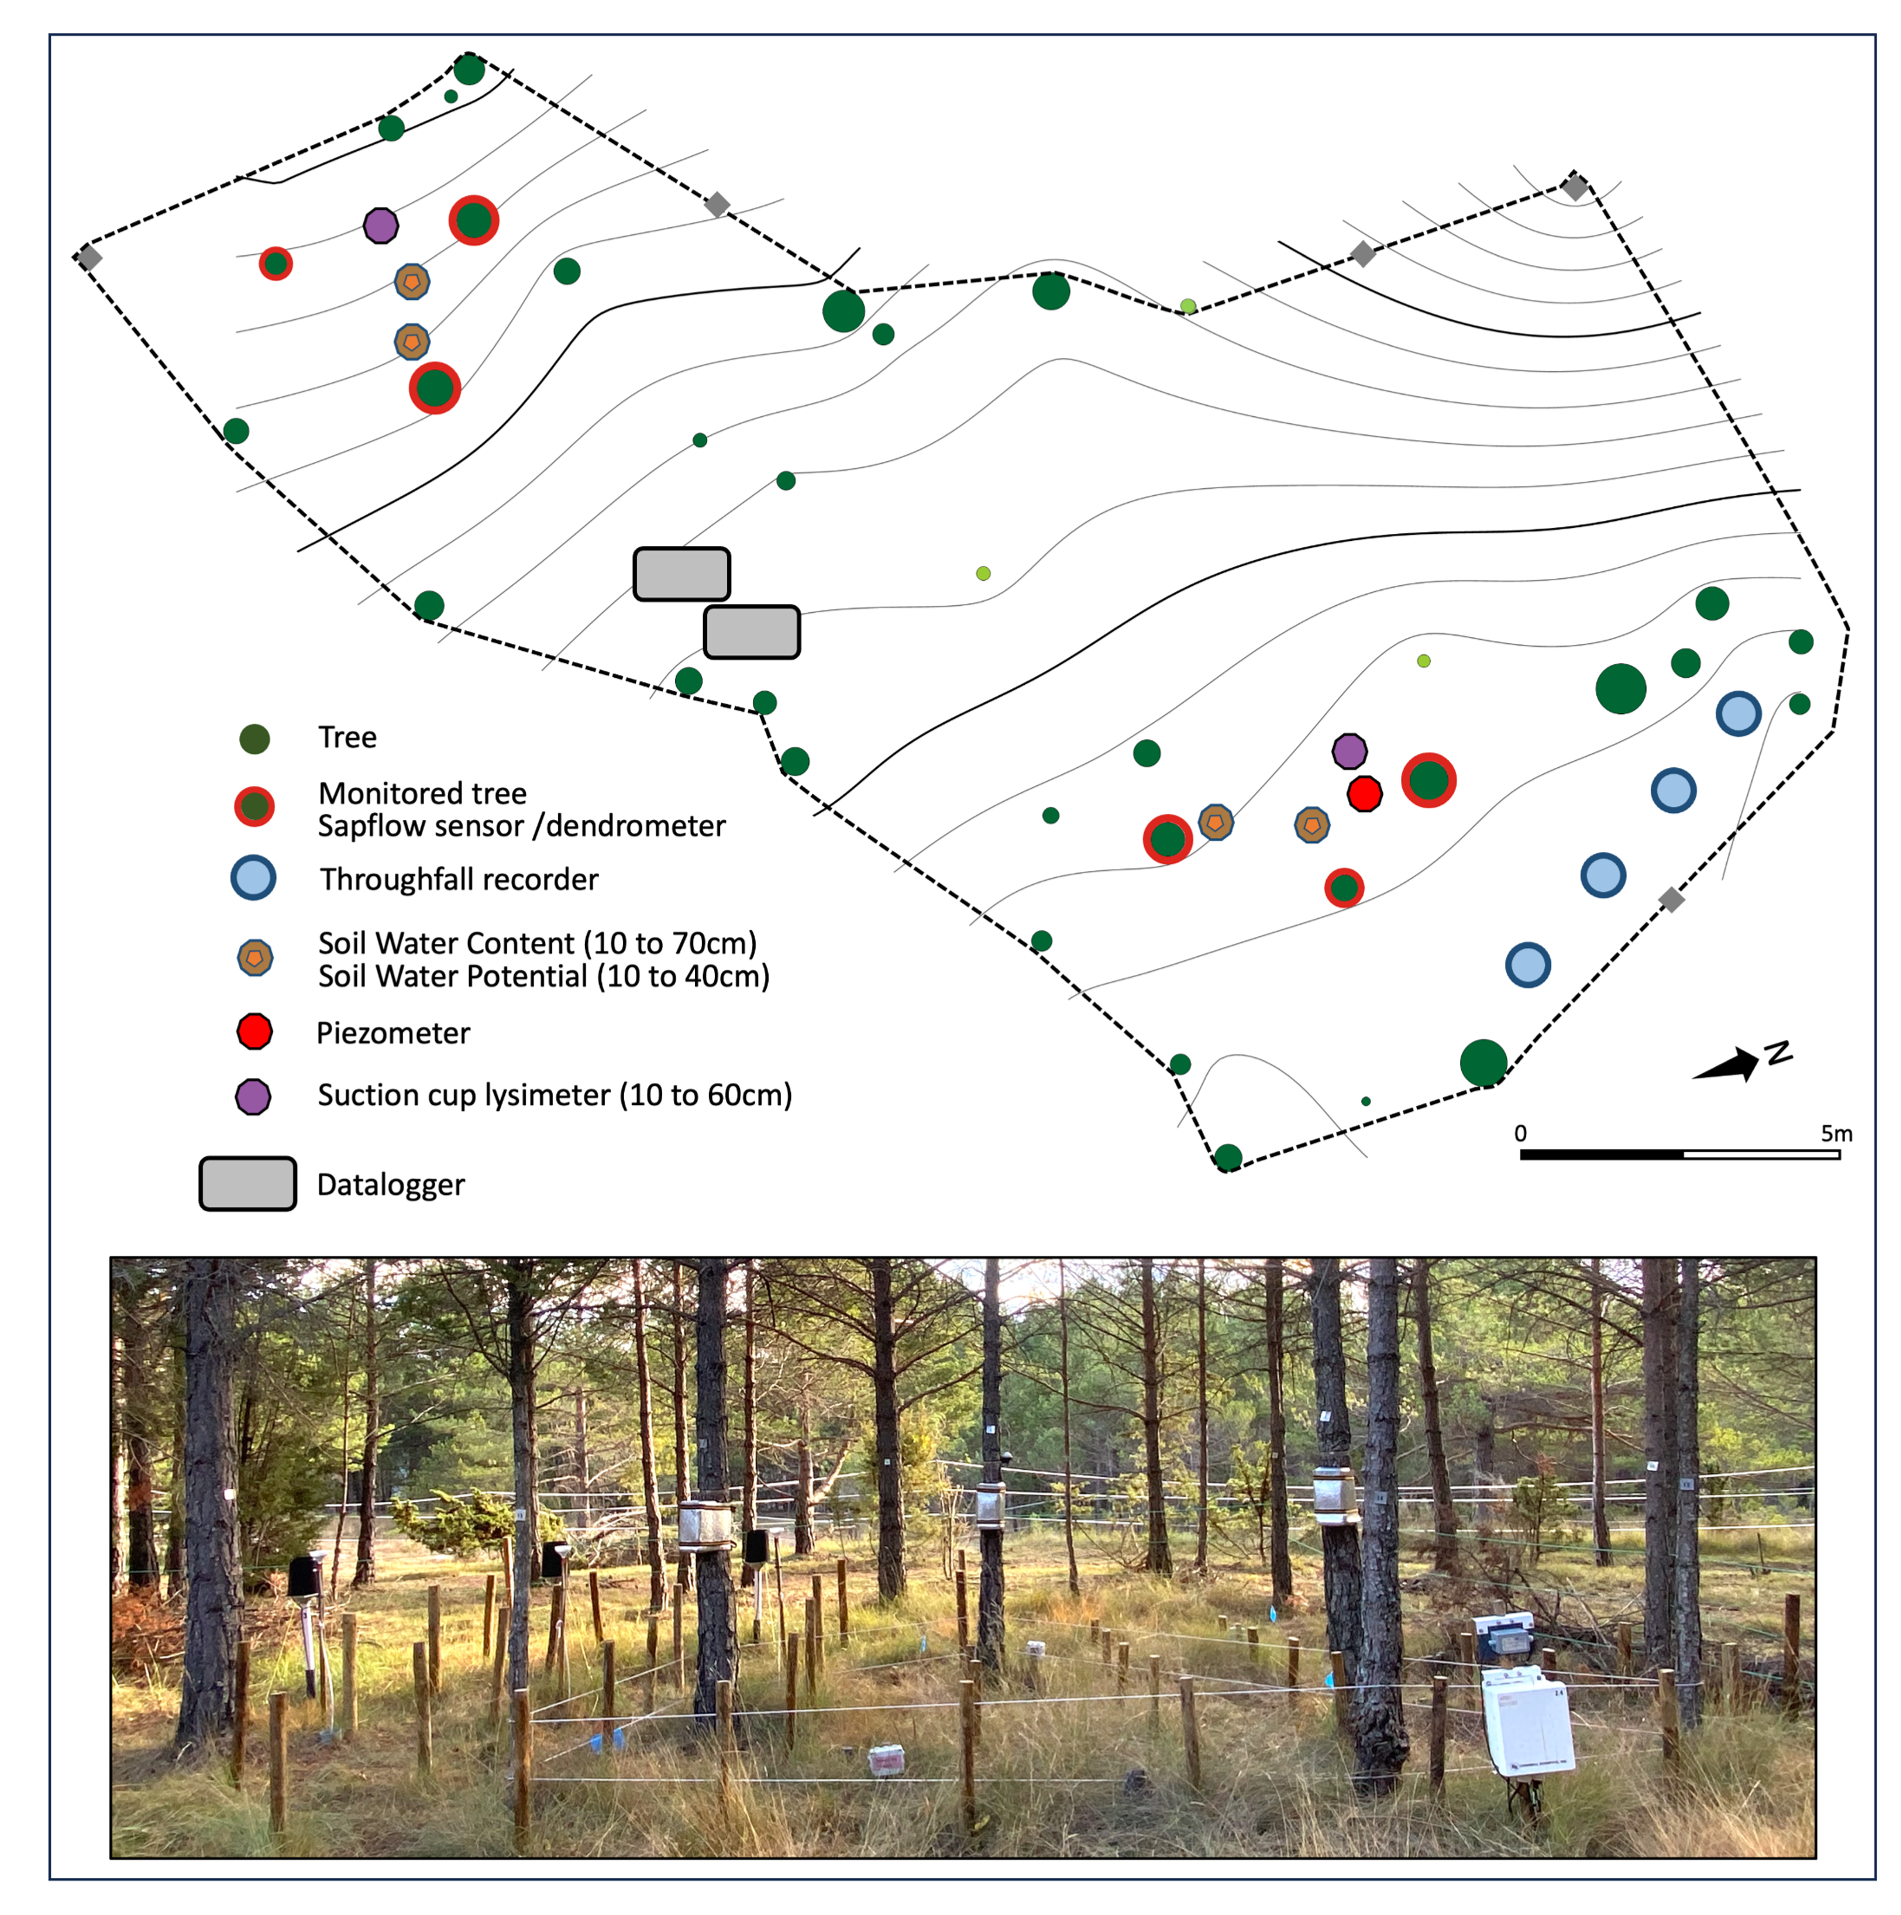 Tree
Monitored tree
Sapflow sensor /dendrometer
Throughfall recorder
Soil Water Content (10 to 70cm)
Soil Water Potential (10 to 40cm)
Piezometer
Suction cup lysimeter (10 to 60cm)
Datalogger
N
0 5m